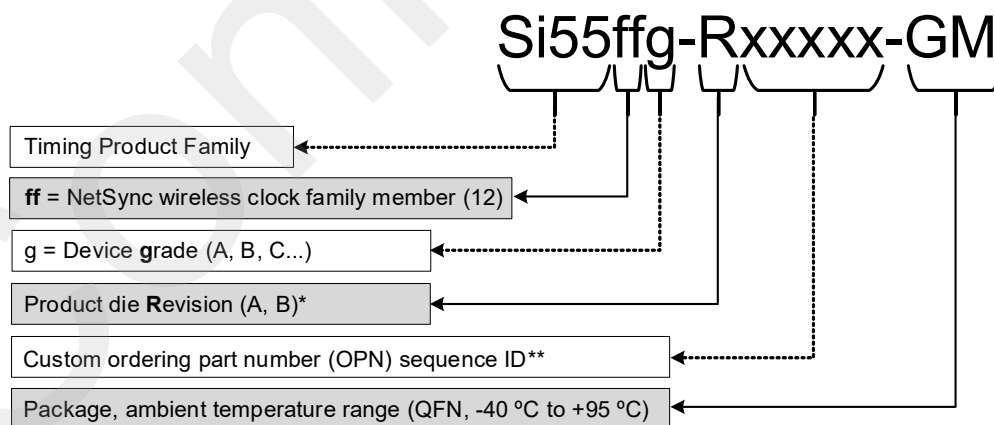 Si55ffg-Rxxxxx-GM
Timing Product Family
ff = NetSync wireless clock family member (12)
g = Device grade (A, B, C...)
Product die Revision (A, B)*
Custom ordering part number (OPN) sequence ID**
Package, ambient temperature range (QFN, -40 ºC to +95 ºC)